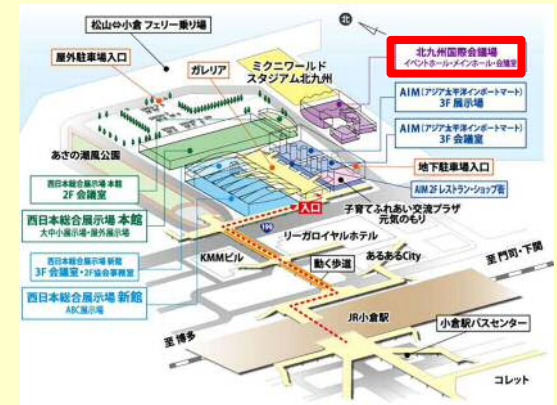 北
松山⇔小倉 フェリー乗り場
屋外駐車場入口
ガレリア
ミクニワールド
スタジアム北九州
北九州国際会議場
イベントホール・メインホール・会議室
AIM(アジア太平洋インポートマート)
3F 展示場
AIM(アジア太平洋インポートマート)
3F 会議室
地下駐車場入口
AIM 2F レストラン・ショップ街
あさの潮風公園
西日本総合展示場 本館
2F 会議室
西日本総合展示場 本館
大中小展示場・屋外展示場
入口
子育てふれあい交流プラザ
元気のもり
199
リーガロイヤルホテル
西日本総合展示場 新館
3F 会議室・2F協会事務室
KMMビル
動く歩道
あるあるCity
西日本総合展示場 新館
ABC展示場
至 門司・下関
JR小倉駅
小倉駅バスセンター
至 博多
コレット